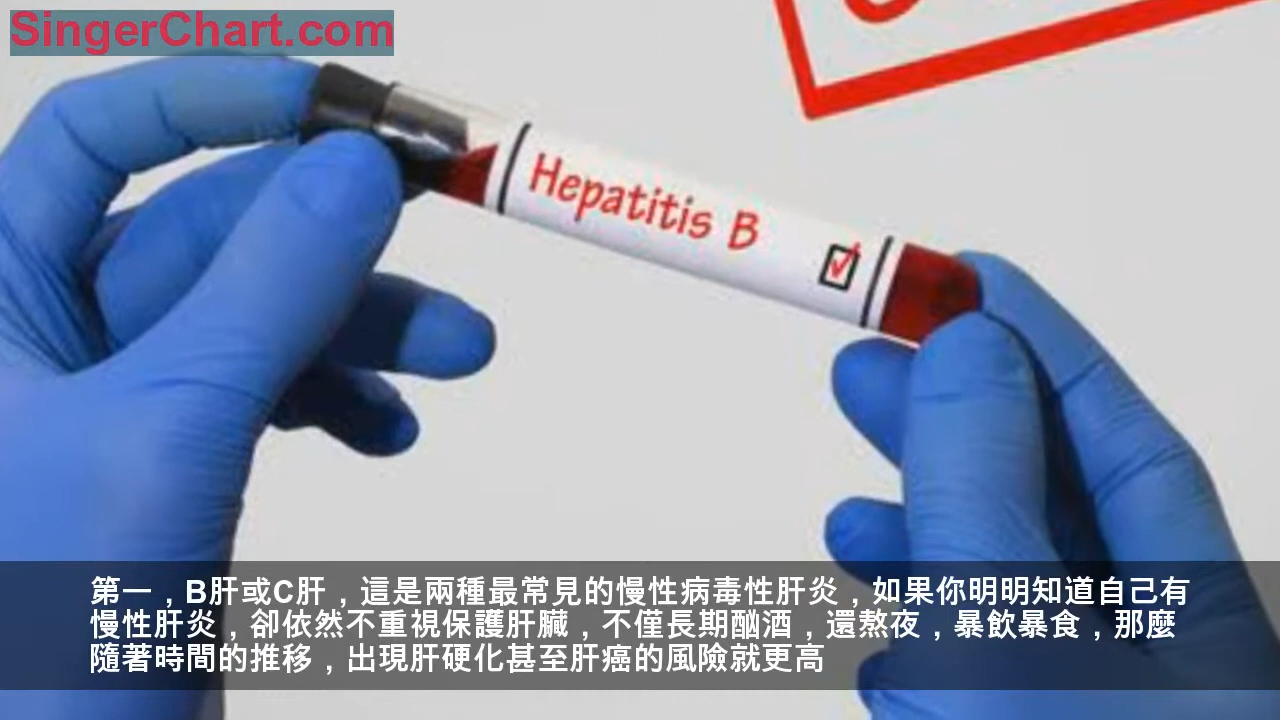 SingerChart.com
Hepatitis B
第一，B肝或C肝，這是兩種最常見的慢性病毒性肝炎，如果你明明知道自己有
慢性肝炎，卻依然不重視保護肝臟，不僅長期酗酒，還熬夜，暴飲暴食，那麼
隨著時間的推移，出現肝硬化甚至肝癌的風險就更高